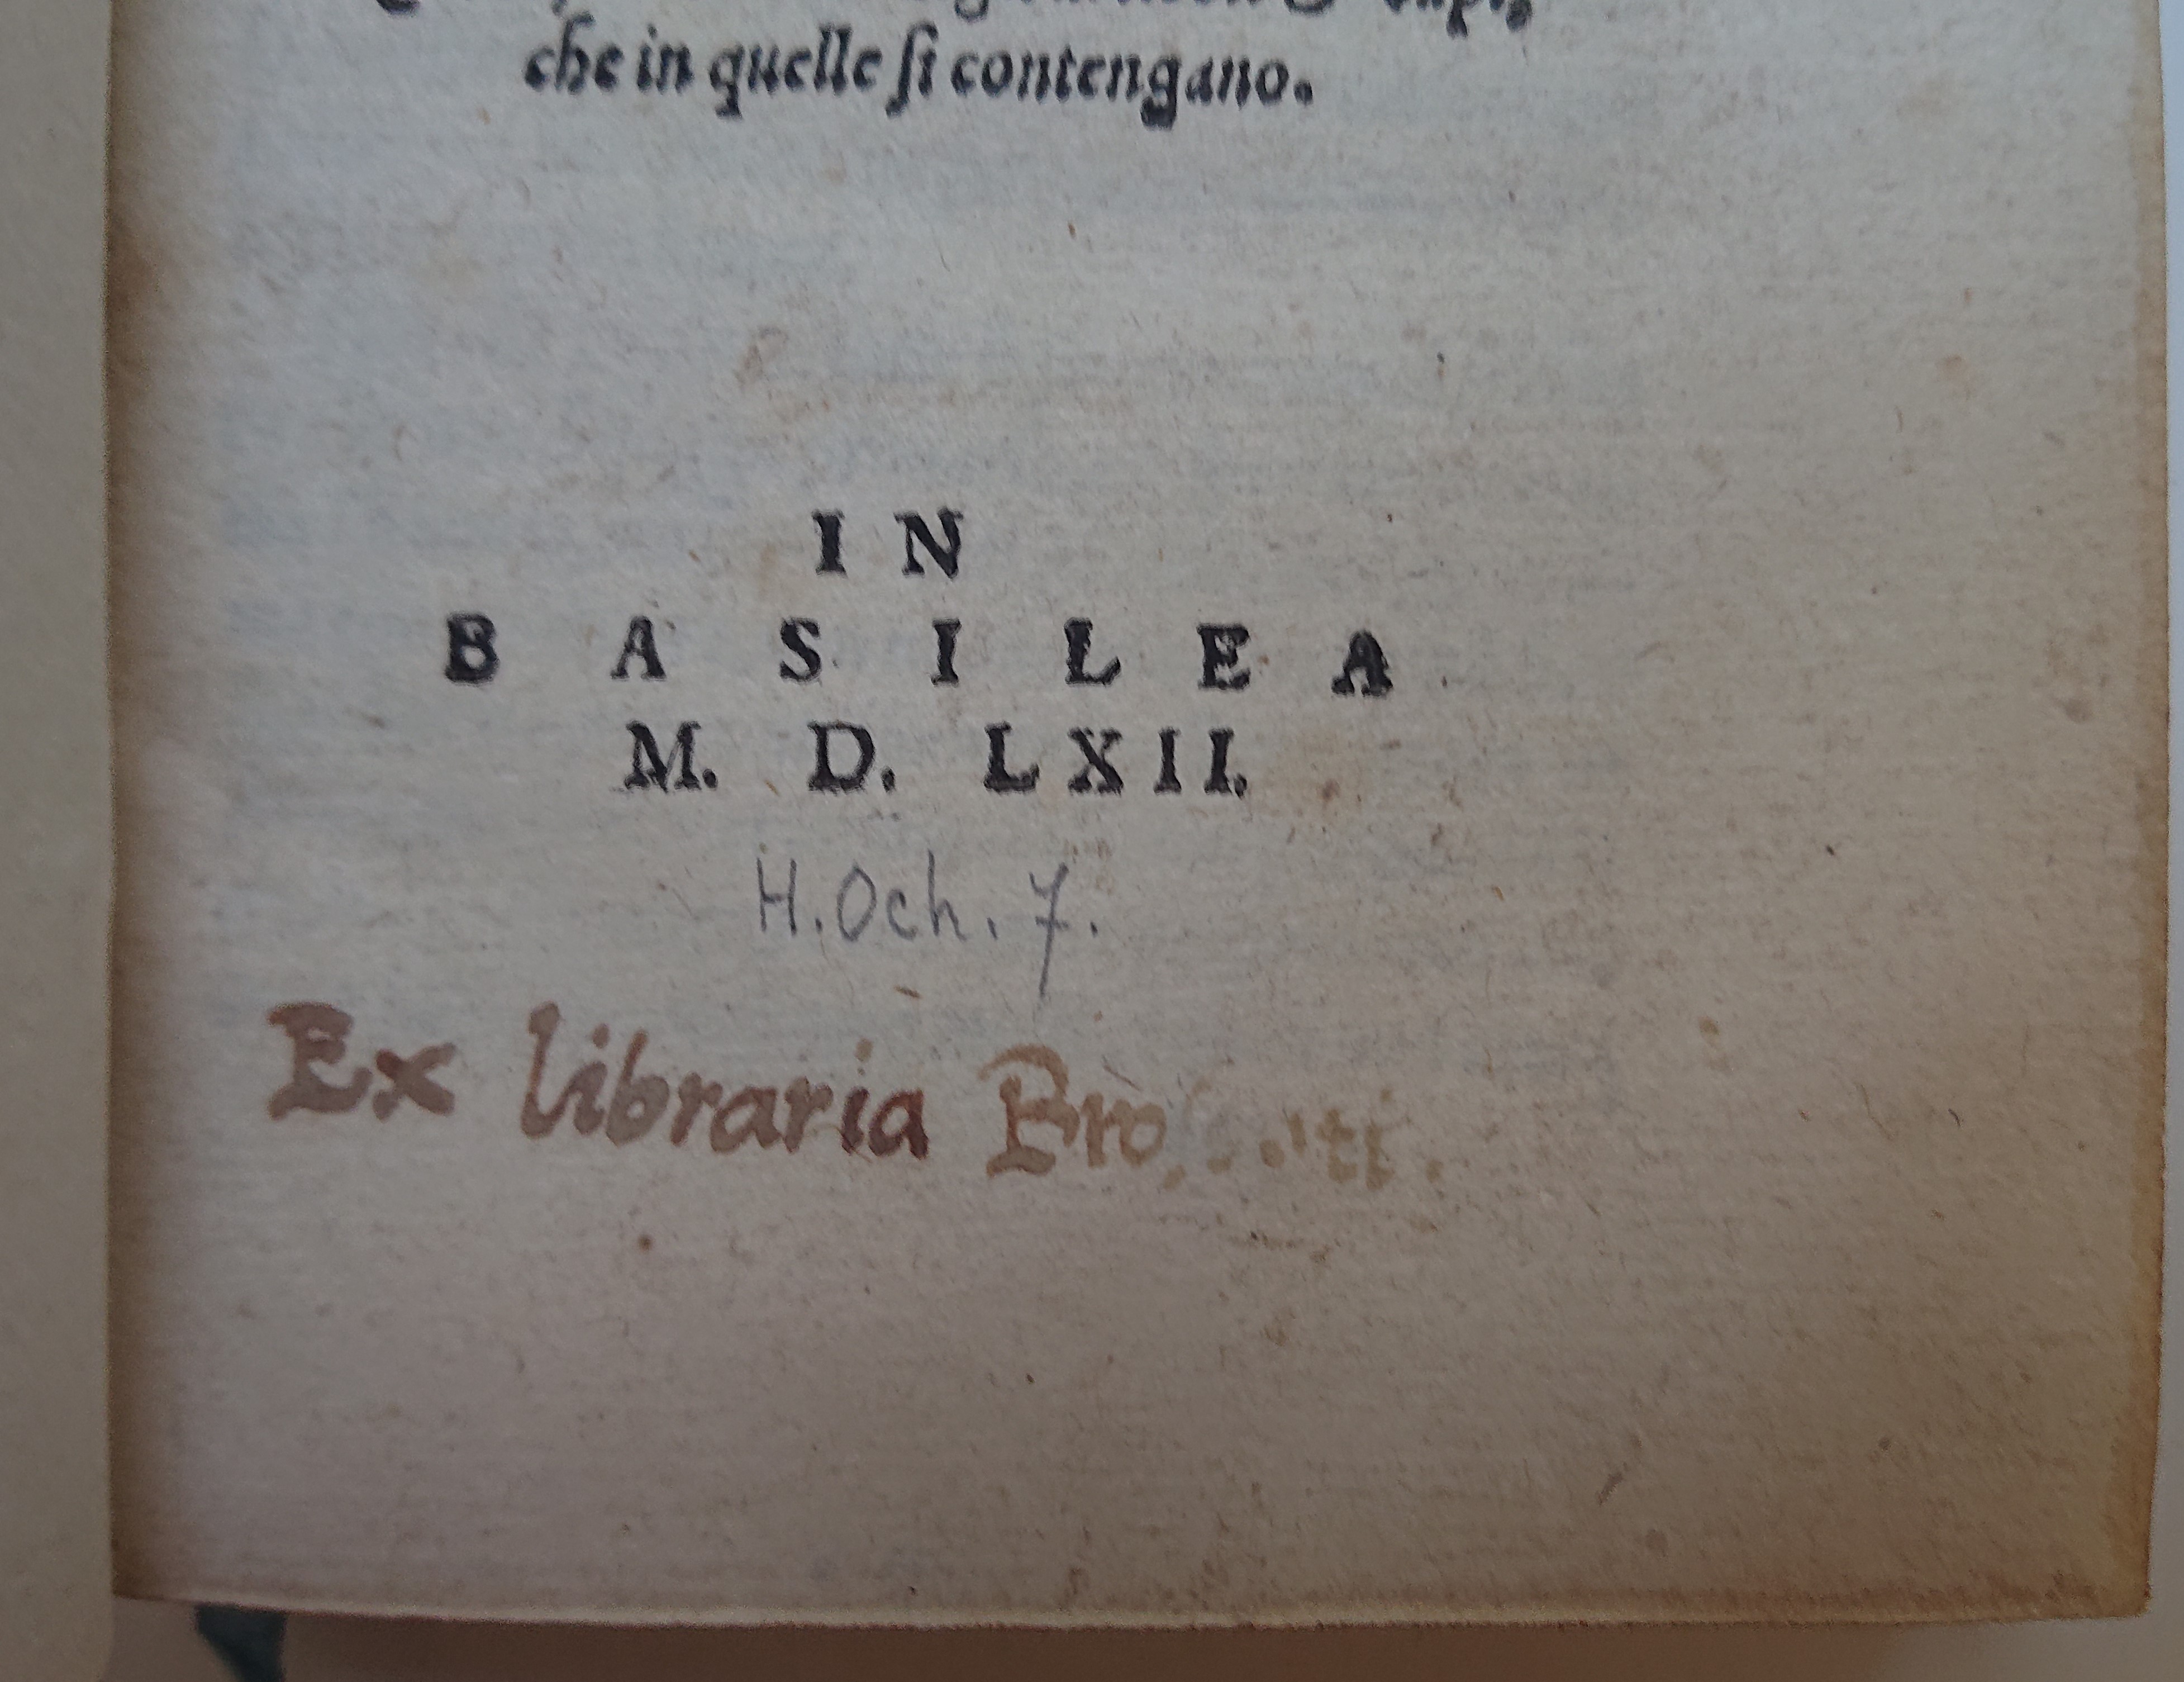 che in quelle ſi contengano.
IN
BASILEA
M. D. LXII.
H. Och. 7.
Ex libraria